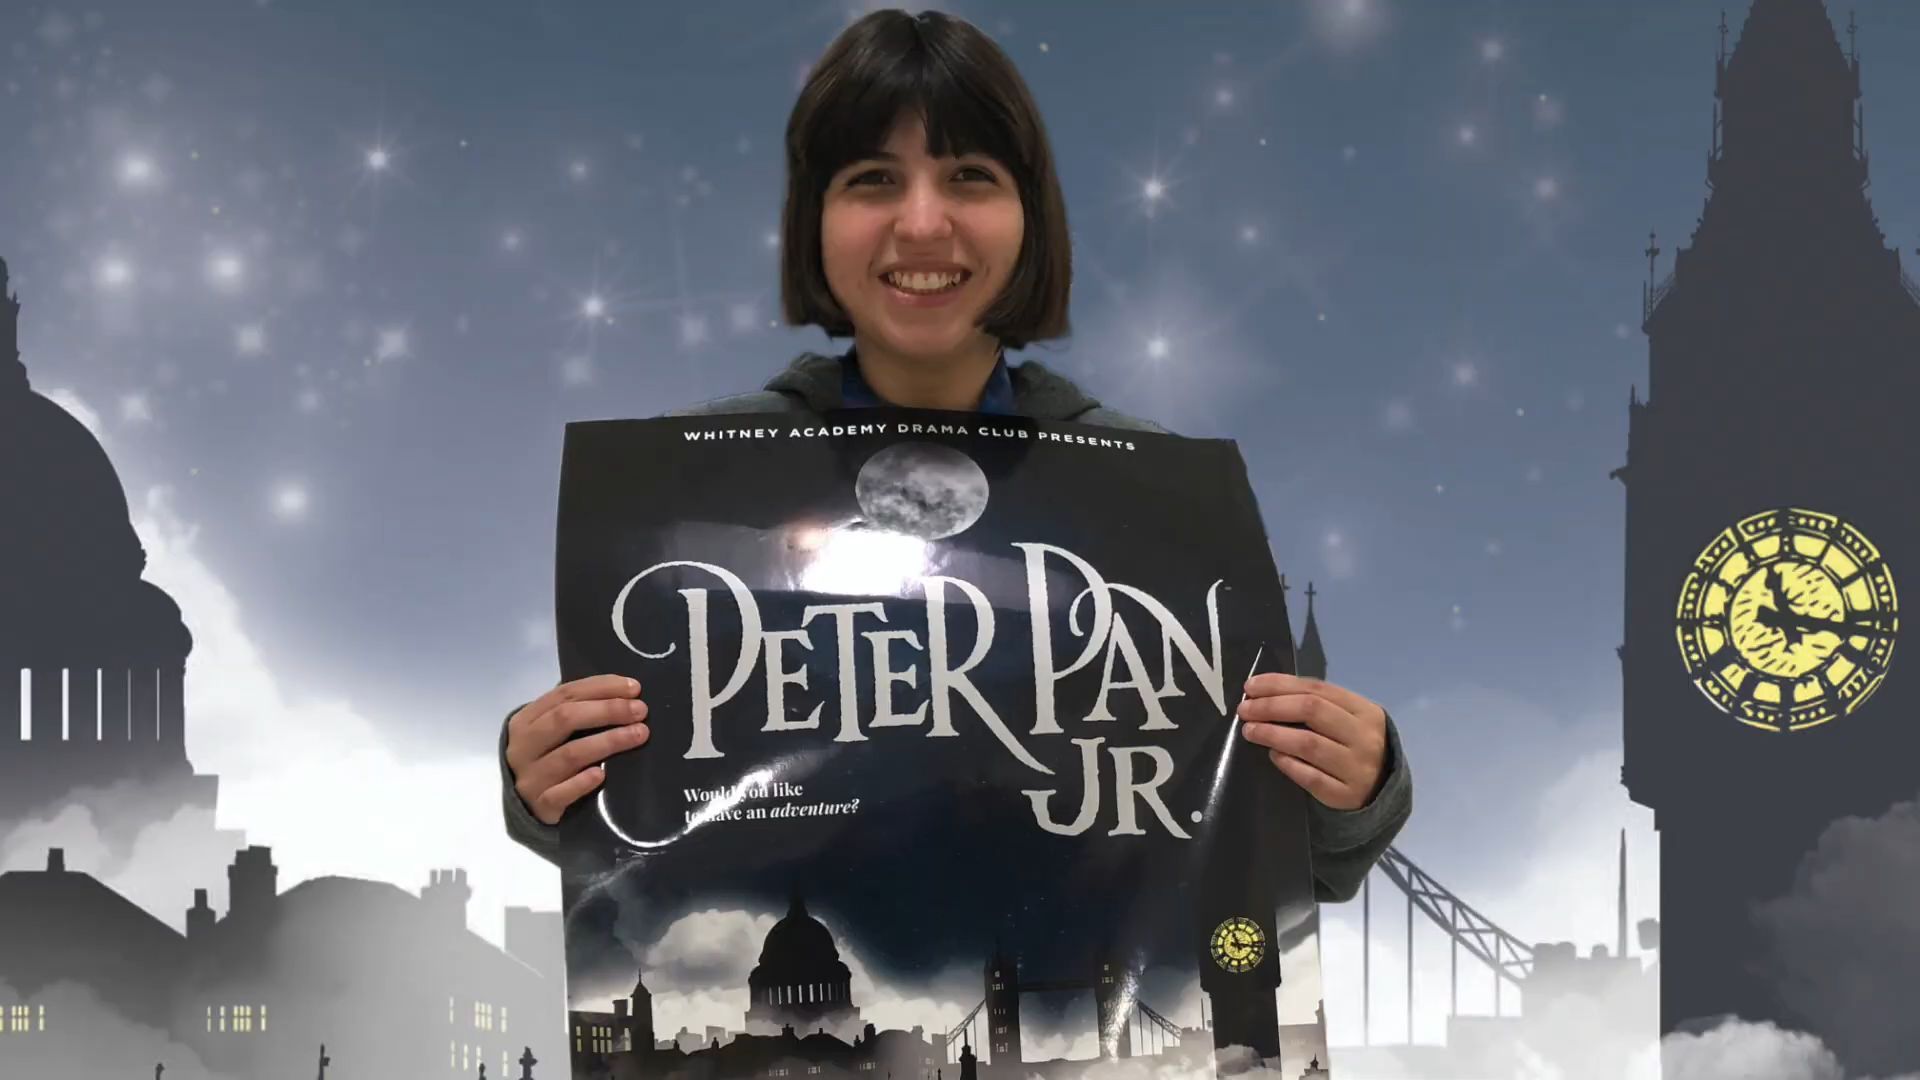 WHITNEY ACADEMY DRAMA CLUB PRESENTS
PETER PAN
JR.
Would you like
to have an adventure?